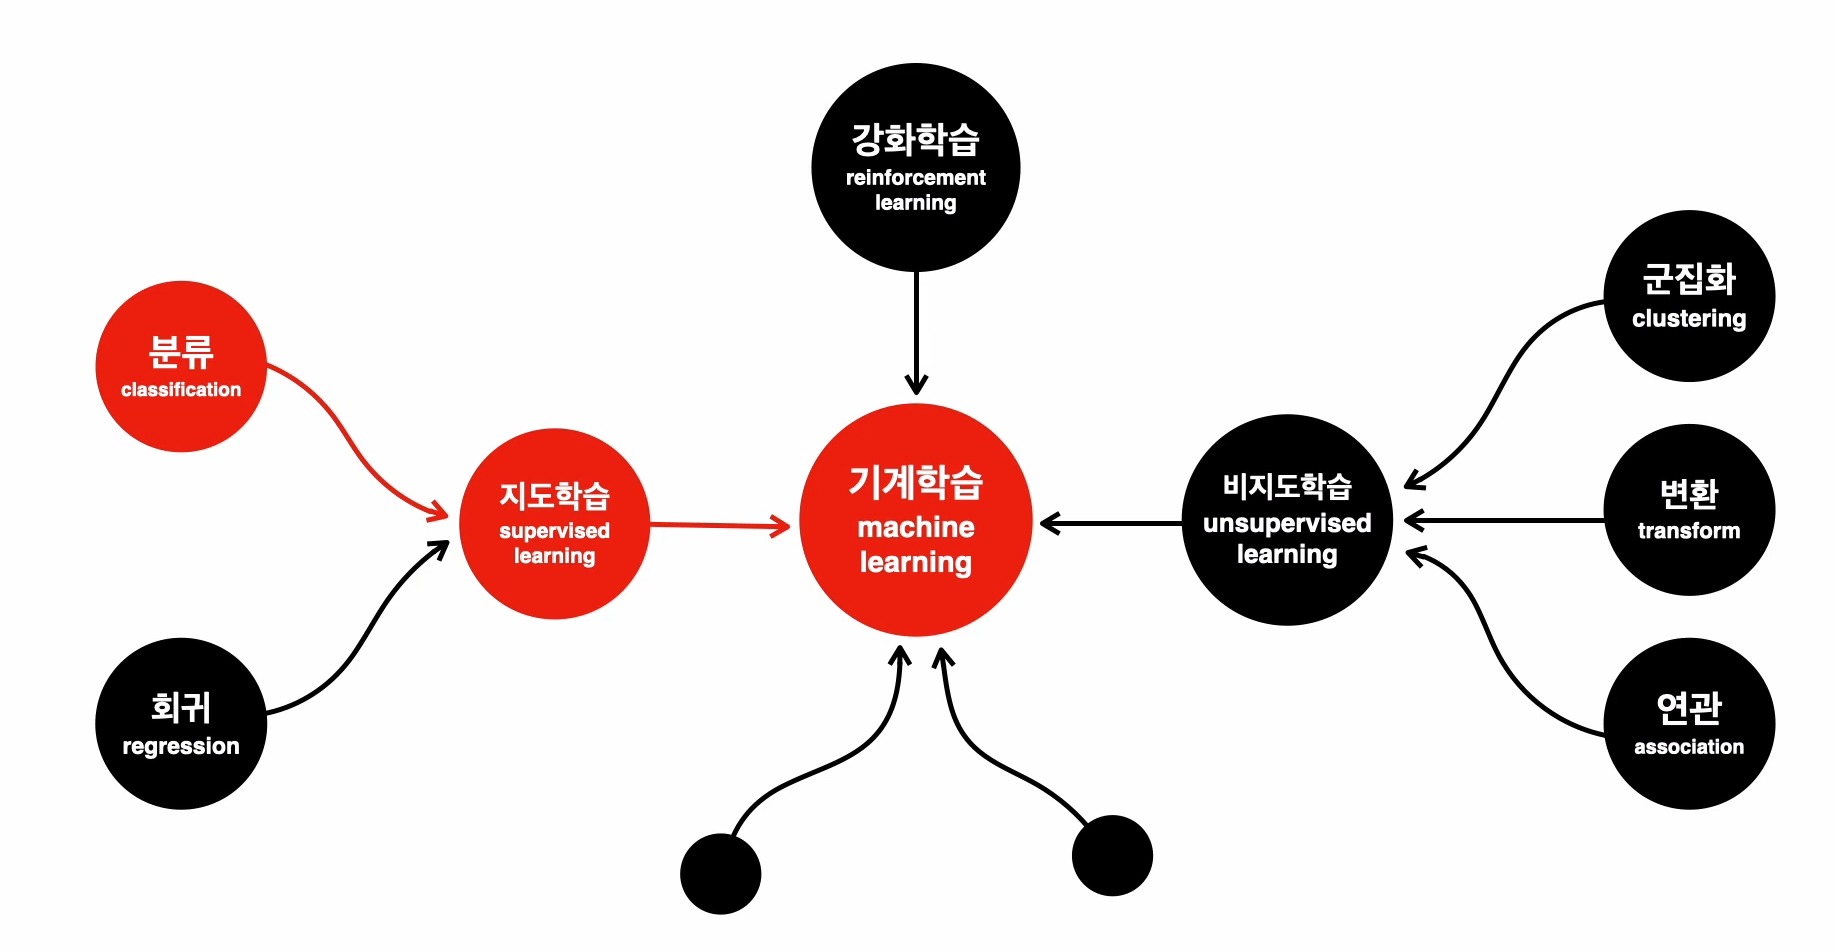 강화학습
reinforcement
learning
분류
classification
지도학습
supervised
learning
회귀
regression
기계학습
machine
learning
비지도학습
unsupervised
learning
군집화
clustering
변환
transform
연관
association